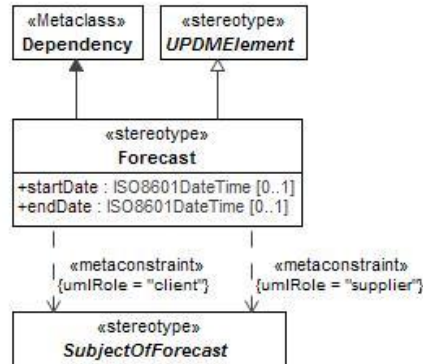 «Metaclass»
Dependency
«stereotype»
UPDMElement
«stereotype»
Forecast
+startDate : ISO8601DateTime [0..1]
+endDate : ISO8601DateTime [0..1]
«metaconstraint»
{umlRole = "client"}
«metaconstraint»
{umlRole = "supplier"}
«stereotype»
SubjectOfForecast